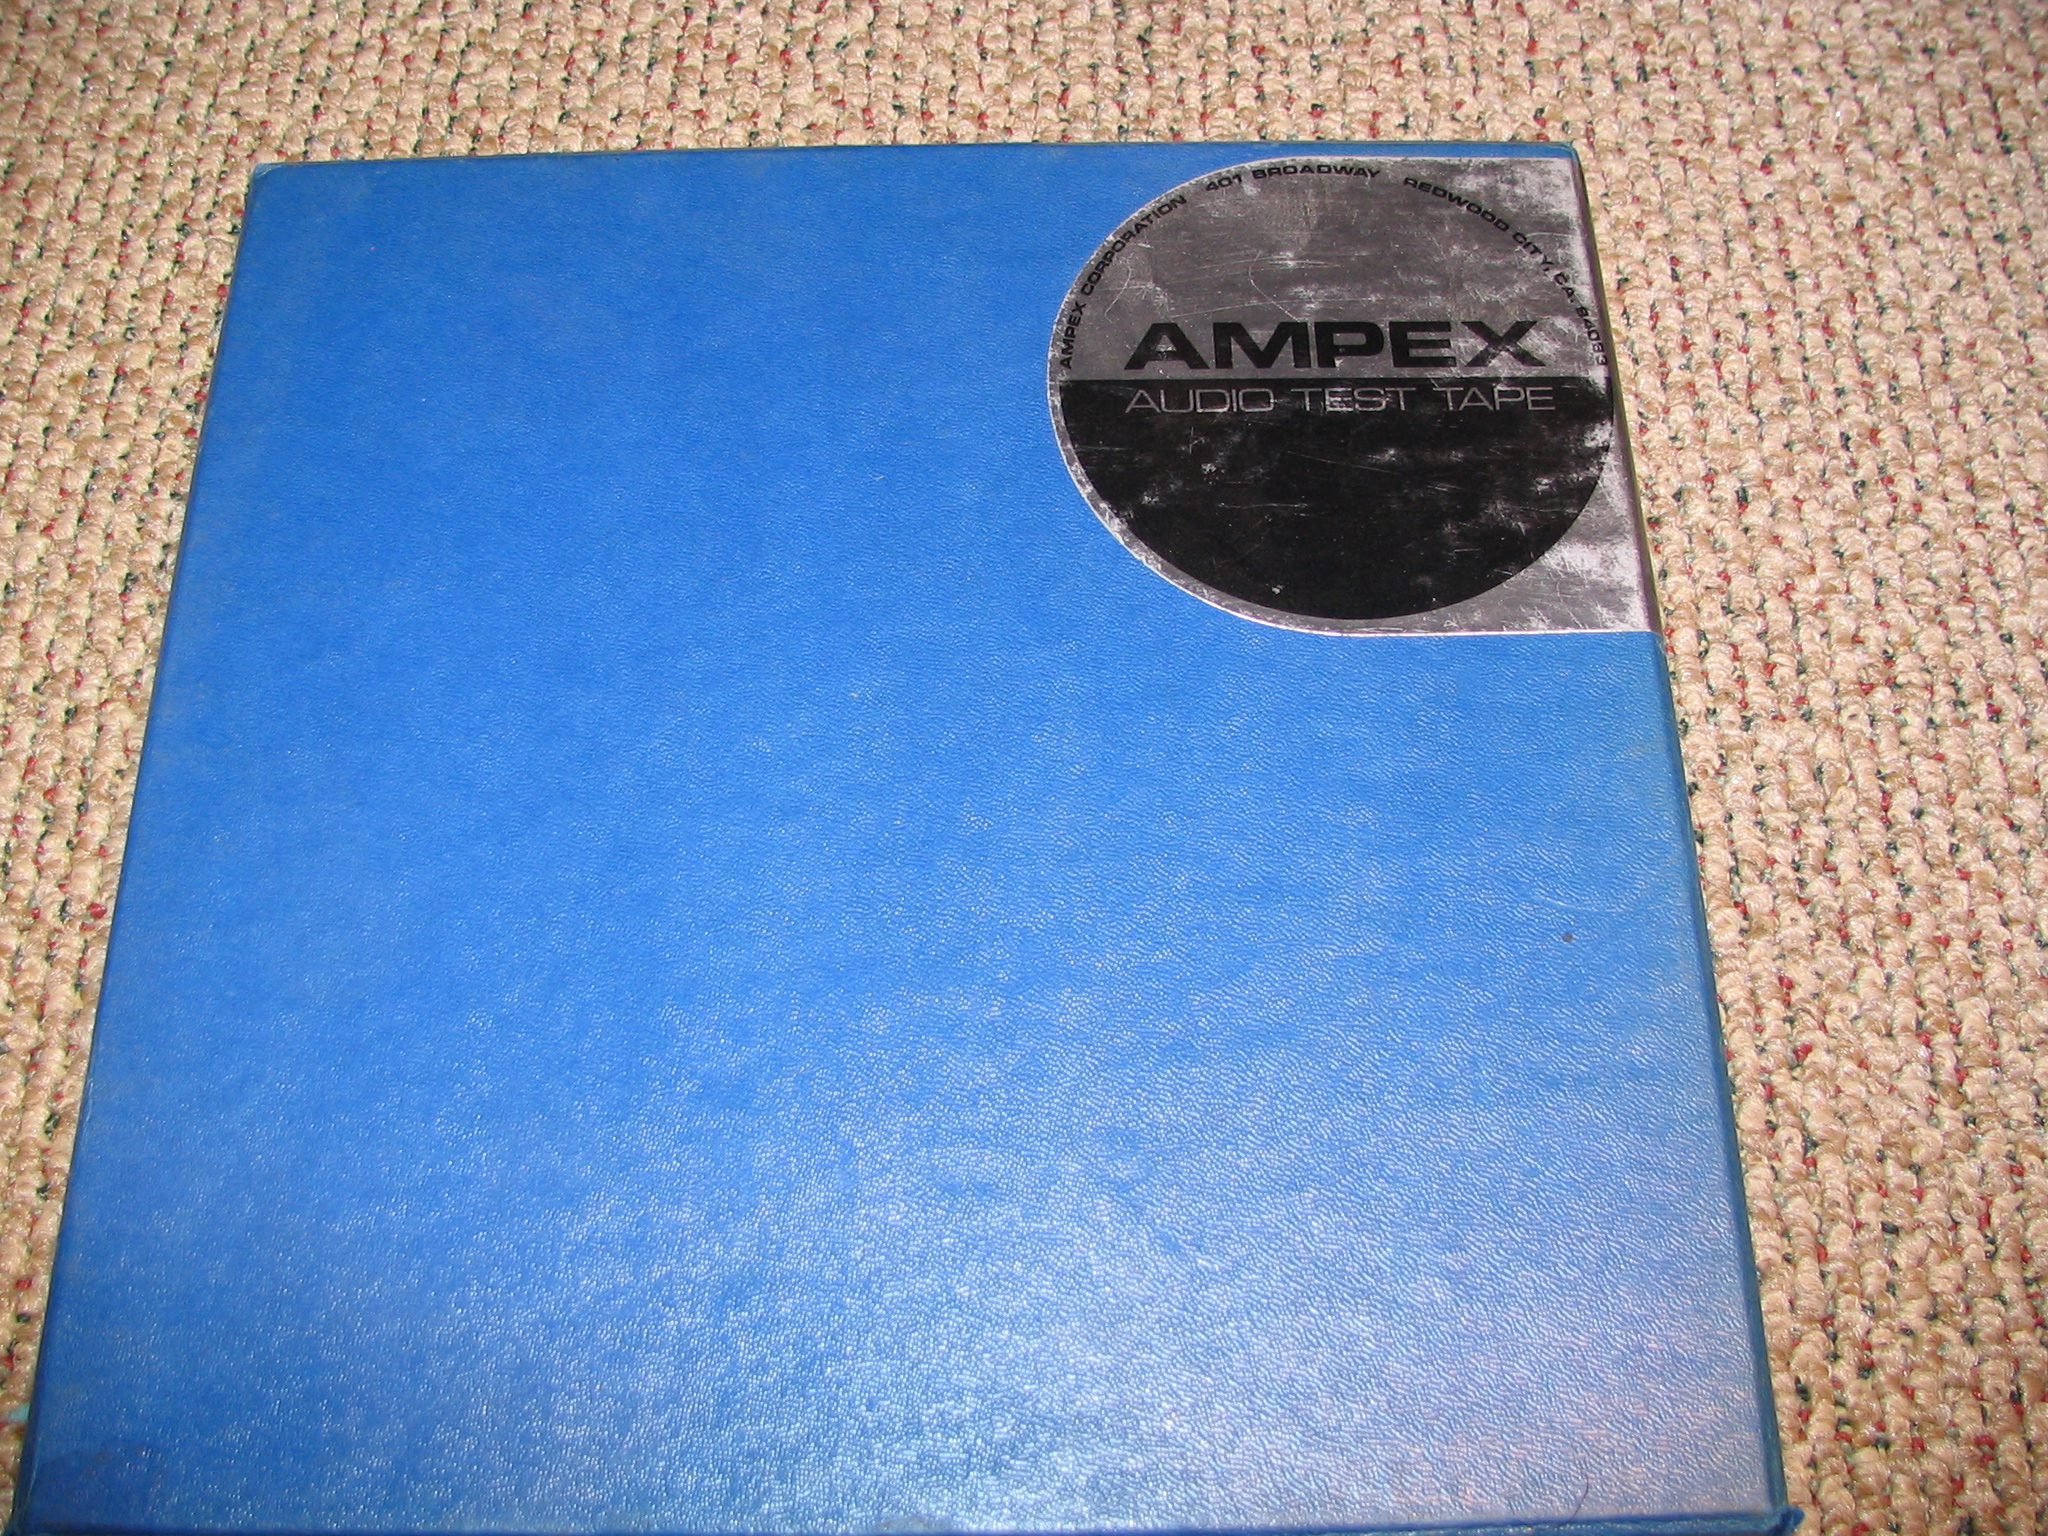 AMPEX CORPORATION 401 BROADWAY REDWOOD CITY, CA. 94063
AMPEX
AUDIO TEST TAPE